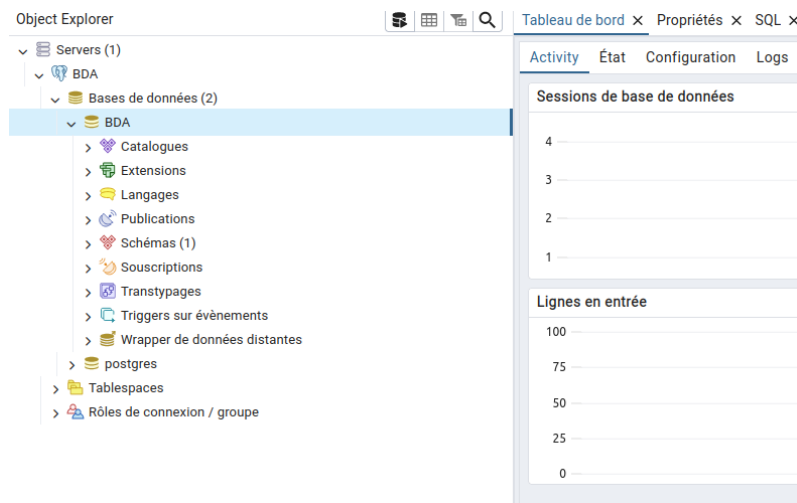 Object Explorer
Servers (1)
BDA
Bases de données (2)
BDA
Catalogues
Extensions
Langages
Publications
Schémas (1)
Souscriptions
Transtypages
Triggers sur évènements
Wrapper de données distantes
postgres
Tablespaces
Rôles de connexion / groupe
Tableau de bord Propriétés SQL
Activity État Configuration Logs
Sessions de base de données
4
3
2
1
Lignes en entrée
100
75
50
25
0